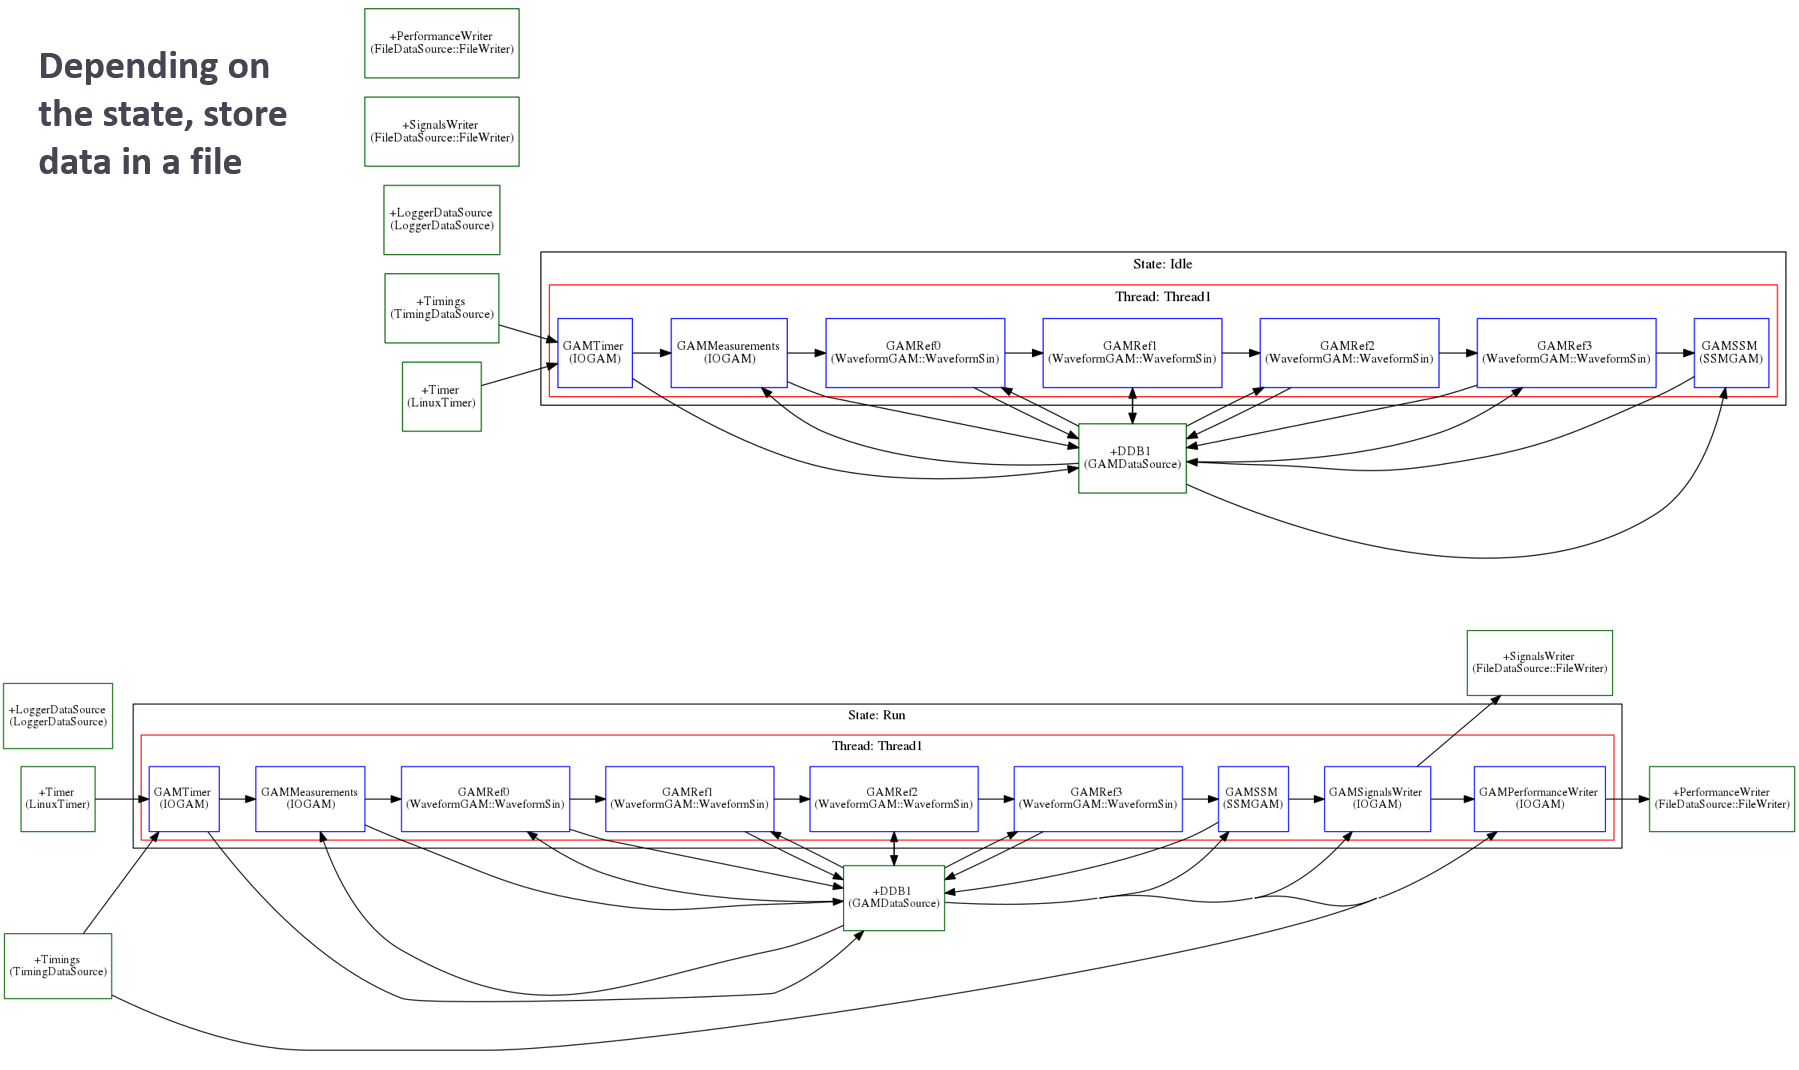 Depending on
the state, store
data in a file
+PerformanceWriter
(FileDataSource::FileWriter)
+SignalsWriter
(FileDataSource::FileWriter)
+LoggerDataSource
(LoggerDataSource)
+Timings
(TimingDataSource)
+Timer
(LinuxTimer)
State: Idle
Thread: Thread1
GAMTimer
(IOGAM)
GAMMeasurements
(IOGAM)
GAMRef0
(WaveformGAM::WaveformSin)
GAMRef1
(WaveformGAM::WaveformSin)
GAMRef2
(WaveformGAM::WaveformSin)
GAMRef3
(WaveformGAM::WaveformSin)
GAMSSM
(SSMGAM)
+DDB1
(GAMDataSource)
+SignalsWriter
(FileDataSource::FileWriter)
+LoggerDataSource
(LoggerDataSource)
State: Run
Thread: Thread1
+Timer
(LinuxTimer)
GAMTimer
(IOGAM)
GAMMeasurements
(IOGAM)
GAMRef0
(WaveformGAM::WaveformSin)
GAMRef1
(WaveformGAM::WaveformSin)
GAMRef2
(WaveformGAM::WaveformSin)
GAMRef3
(WaveformGAM::WaveformSin)
GAMSSM
(SSMGAM)
GAMSignalsWriter
(IOGAM)
GAMPerformanceWriter
(IOGAM)
+PerformanceWriter
(FileDataSource::FileWriter)
+DDB1
(GAMDataSource)
+Timings
(TimingDataSource)